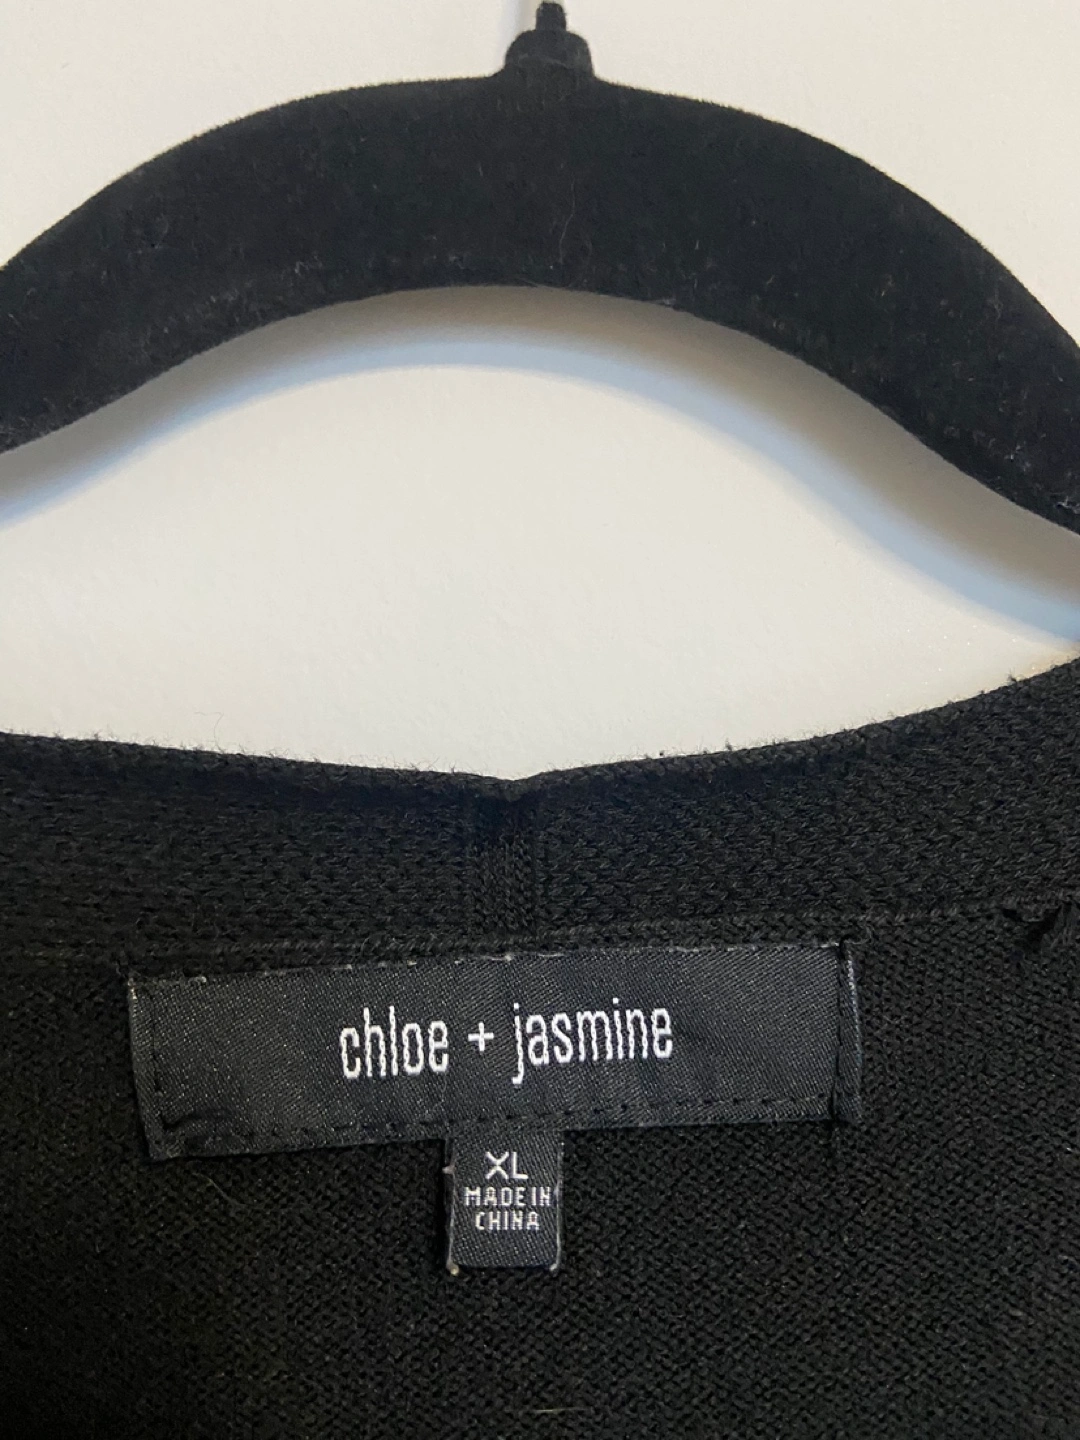 chloe + jasmine
XL
MADE IN
CHINA